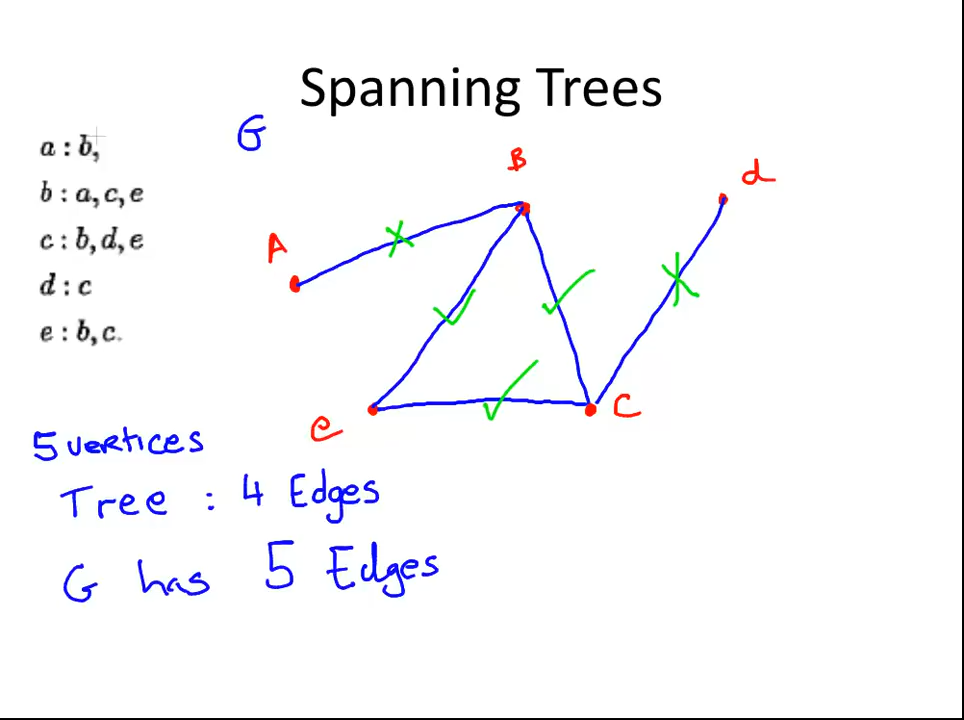 Spanning Trees
G
a : b,
b : a, c, e
c : b, d, e
d : c
e : b, c.
B
d
A
e
C
5 vertices
Tree : 4 Edges
G has 5 Edges